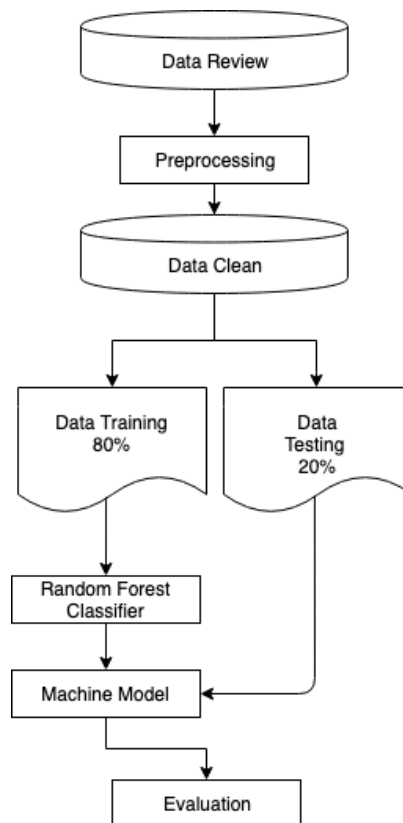 Data Review
Preprocessing
Data Clean
Data Training
80%
Data
Testing
20%
Random Forest
Classifier
Machine Model
Evaluation